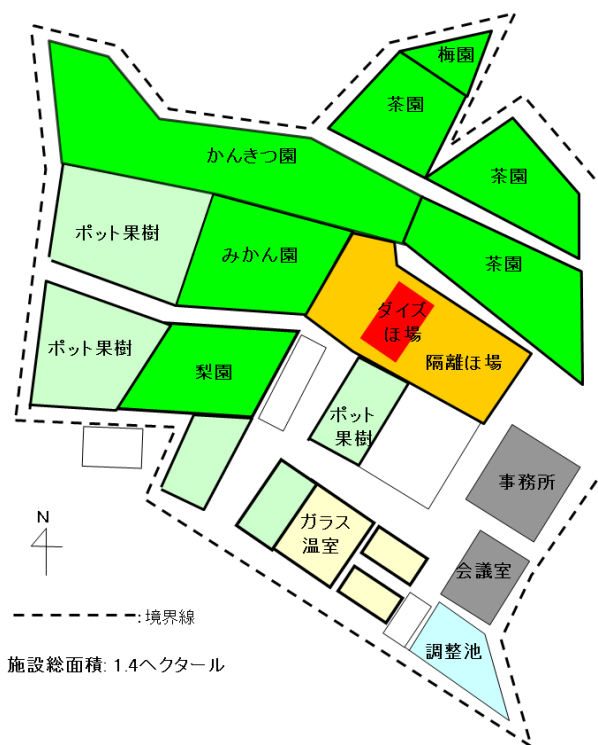 梅園
茶園
かんきつ園
茶園
ポット果樹
みかん園
茶園
ダイズ
ほ場
ポット果樹
隔離ほ場
梨園
ポット
果樹
事務所
ガラス
温室
N
会議室
:境界線
調整池
施設総面積: 1.4ヘクタール